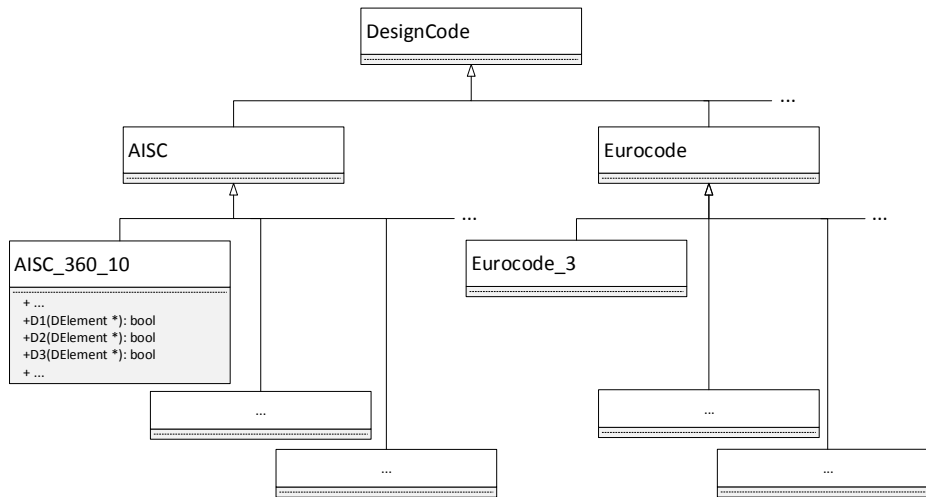 DesignCode
...
AISC
Eurocode
...
...
AISC_360_10
+ ...
+D1(DElement *): bool
+D2(DElement *): bool
+D3(DElement *): bool
+ ...
Eurocode_3
...
...
...
...